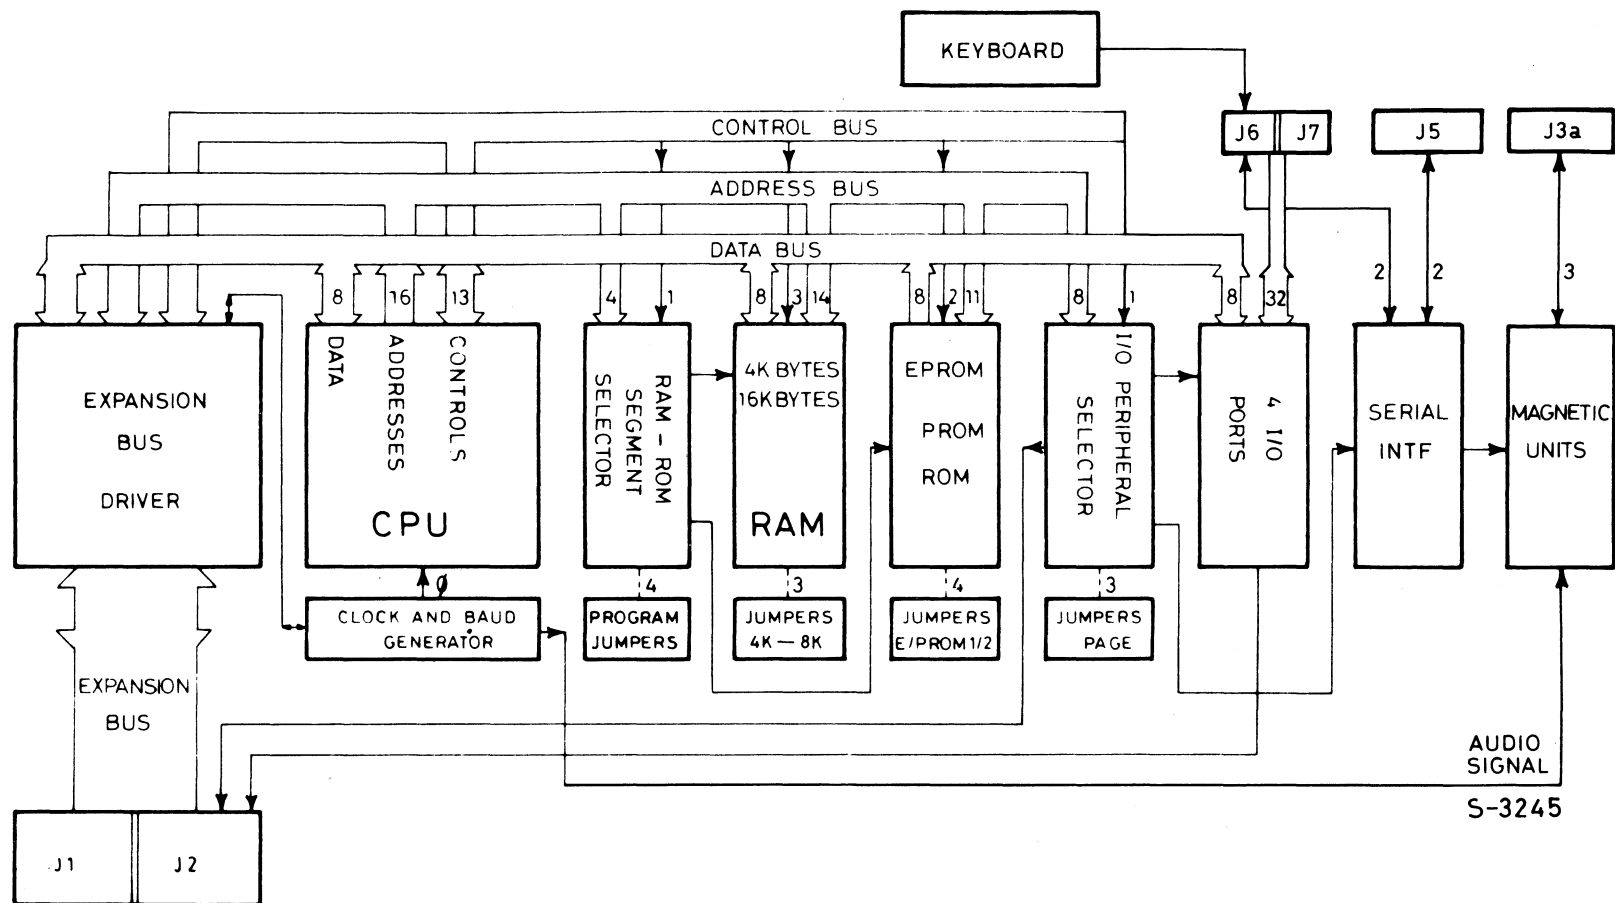 KEYBOARD
J6 J7
J5
J3a
CONTROL BUS
ADDRESS BUS
DATA BUS
8
16
13
4
1
8
3
14
8
2
11
8
1
8
32
2
2
3
EXPANSION
BUS
DRIVER
DATA
ADDRESSES
CONTROLS
CPU
RAM - ROM
SEGMENT
SELECTOR
4K BYTES
16K BYTES
RAM
EPROM
PROM
ROM
I/O PERIPHERAL
SELECTOR
4 I/O
PORTS
SERIAL
INTF
MAGNETIC
UNITS
Ø
CLOCK AND BAUD
GENERATOR
4
PROGRAM
JUMPERS
3
JUMPERS
4K — 8K
4
JUMPERS
E/PROM 1/2
3
JUMPERS
PAGE
EXPANSION
BUS
AUDIO
SIGNAL
S-3245
J1
J2